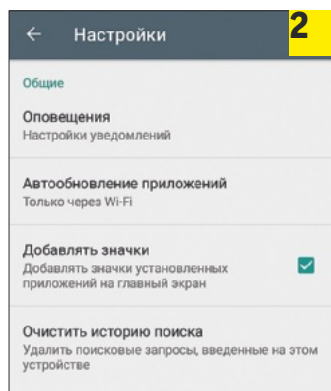 ← Настройки
2
Общие
Оповещения
Настройки уведомлений
Автообновление приложений
Только через Wi-Fi
Добавлять значки
Добавлять значки установленных
приложений на главный экран
Очистить историю поиска
Удалить поисковые запросы, введенные на этом
устройстве